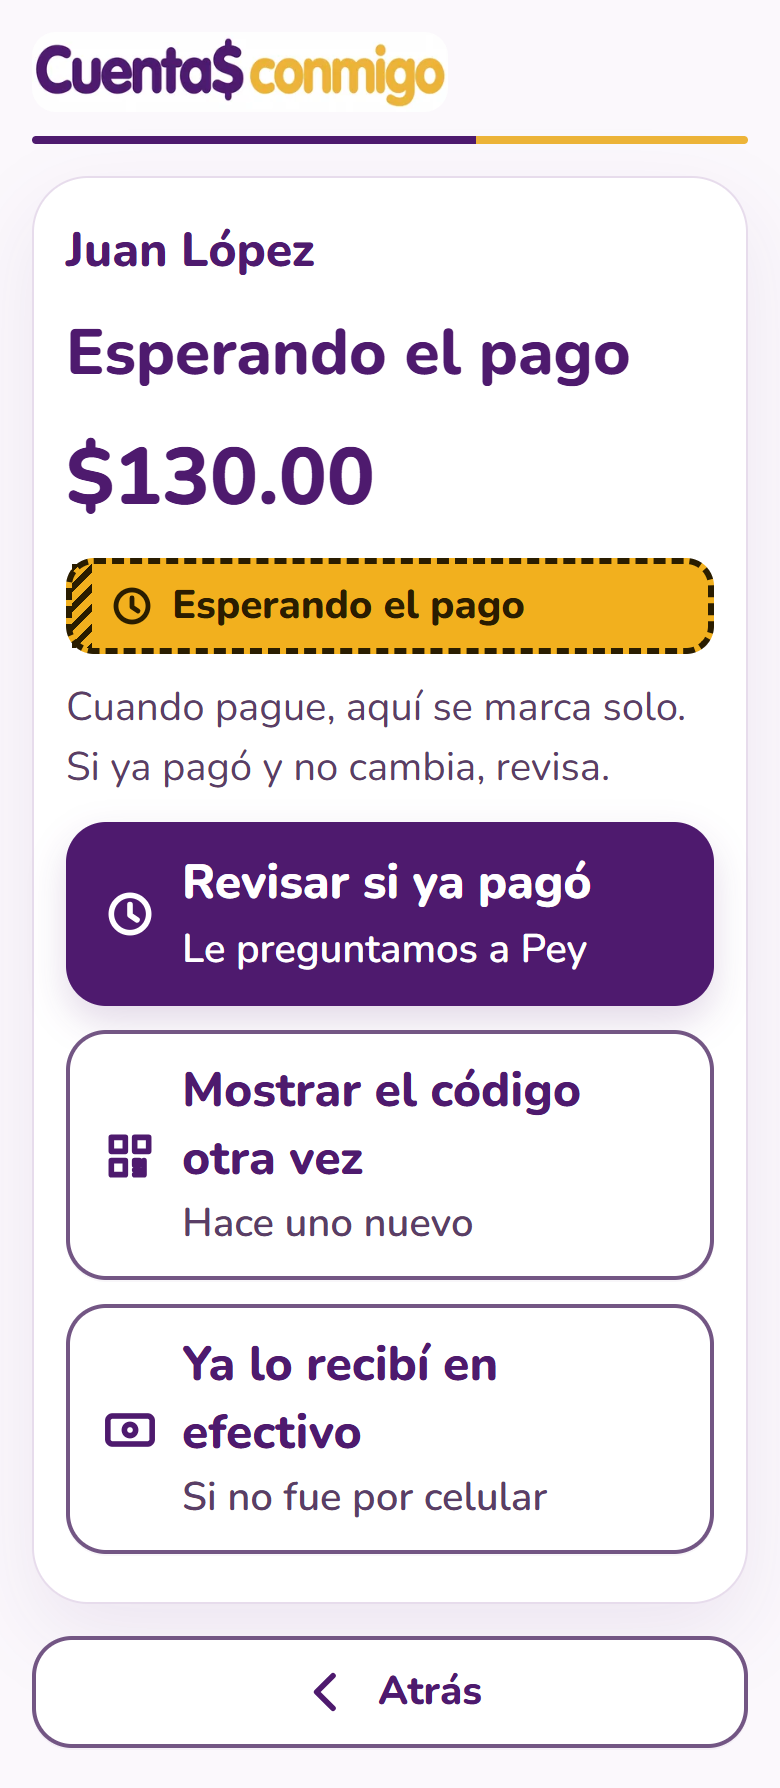 Cuenta$ conmigo
Juan López
Esperando el pago
$130.00
Esperando el pago
Cuando pague, aquí se marca solo.
Si ya pagó y no cambia, revisa.
Revisar si ya pagó
Le preguntamos a Pey
Mostrar el código
otra vez
Hace uno nuevo
Ya lo recibí en
efectivo
Si no fue por celular
Atrás